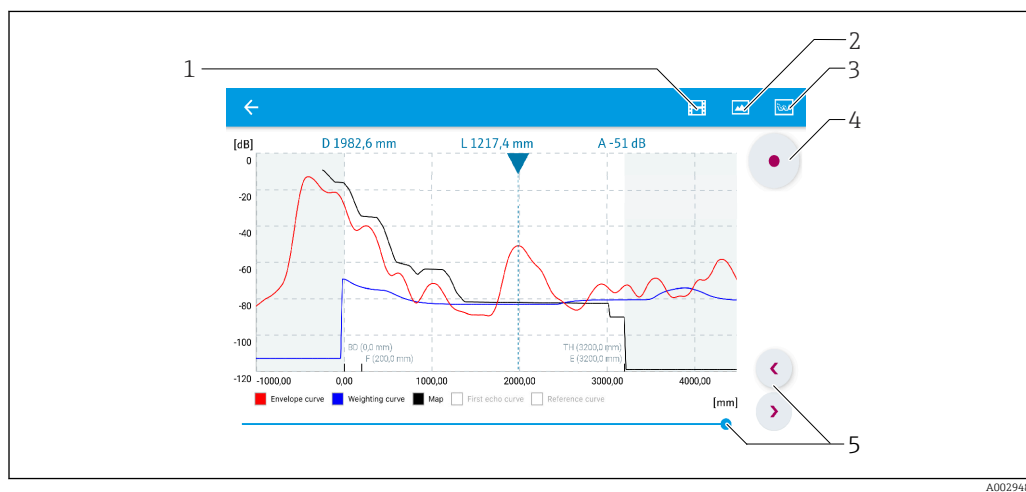 1
2
3
4
[dB] D 1982,6 mm L 1217,4 mm A -51 dB
0
-20
-40
-60
-80
-100
BD (0,0 mm) TH (3200,0 mm)
F (200,0 mm) E (3200,0 mm)
-120 -1000,00 0,00 1000,00 2000,00 3000,00 4000,00
Envelope curve Weighting curve Map First echo curve Reference curve
[mm]
5